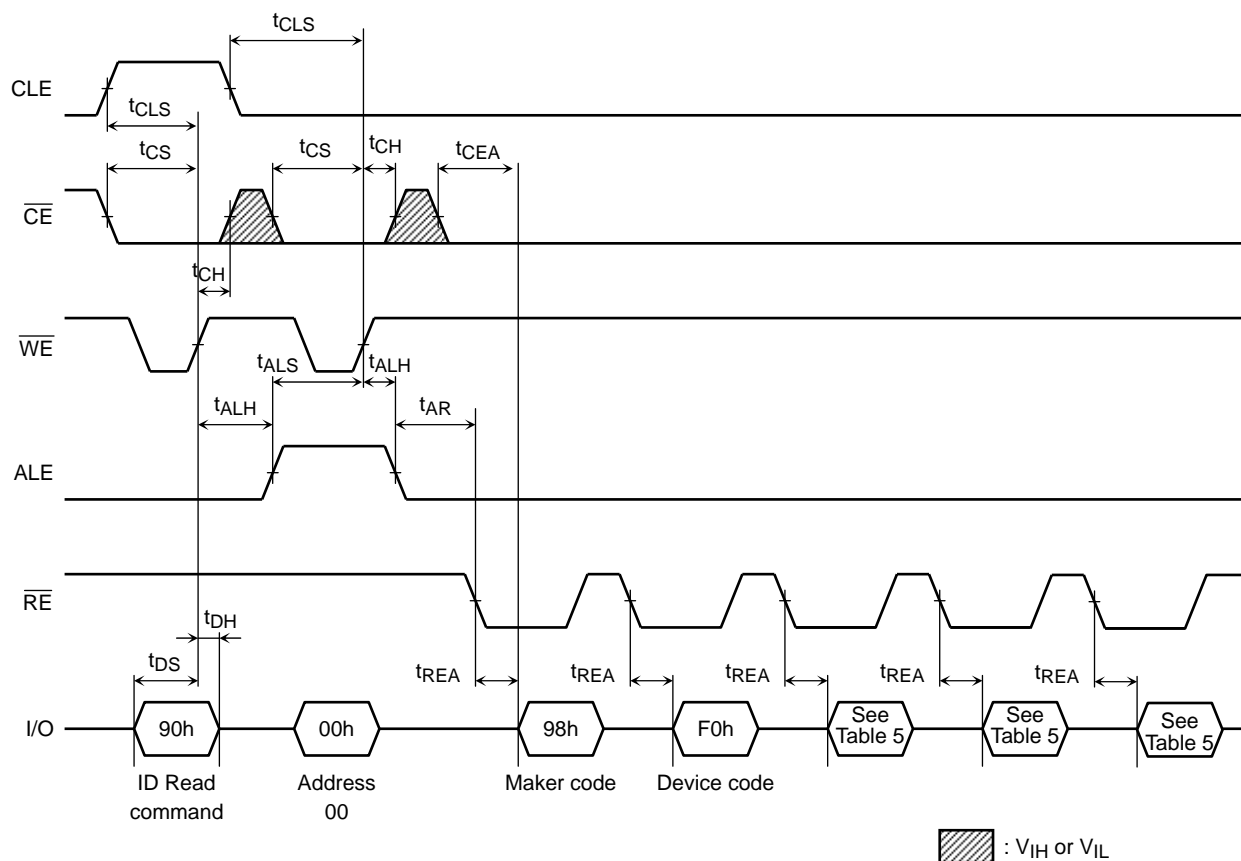 tCLS
CLE
tCLS
tCS
tCS
tCH
tCEA
CE
tCH
WE
tALS
tALH
tALH
tAR
ALE
RE
tDH
tDS
tREA
tREA
tREA
tREA
tREA
I/O
90h
00h
98h
F0h
See
Table 5
See
Table 5
See
Table 5
ID Read
command
Address
00
Maker code
Device code
: VIH or VIL